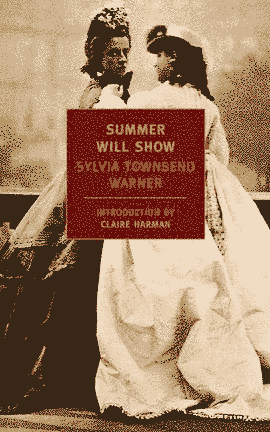 SUMMER
WILL SHOW
SYLVIA TOWNSEND
WARNER
INTRODUCTION BY
CLAIRE HARMAN